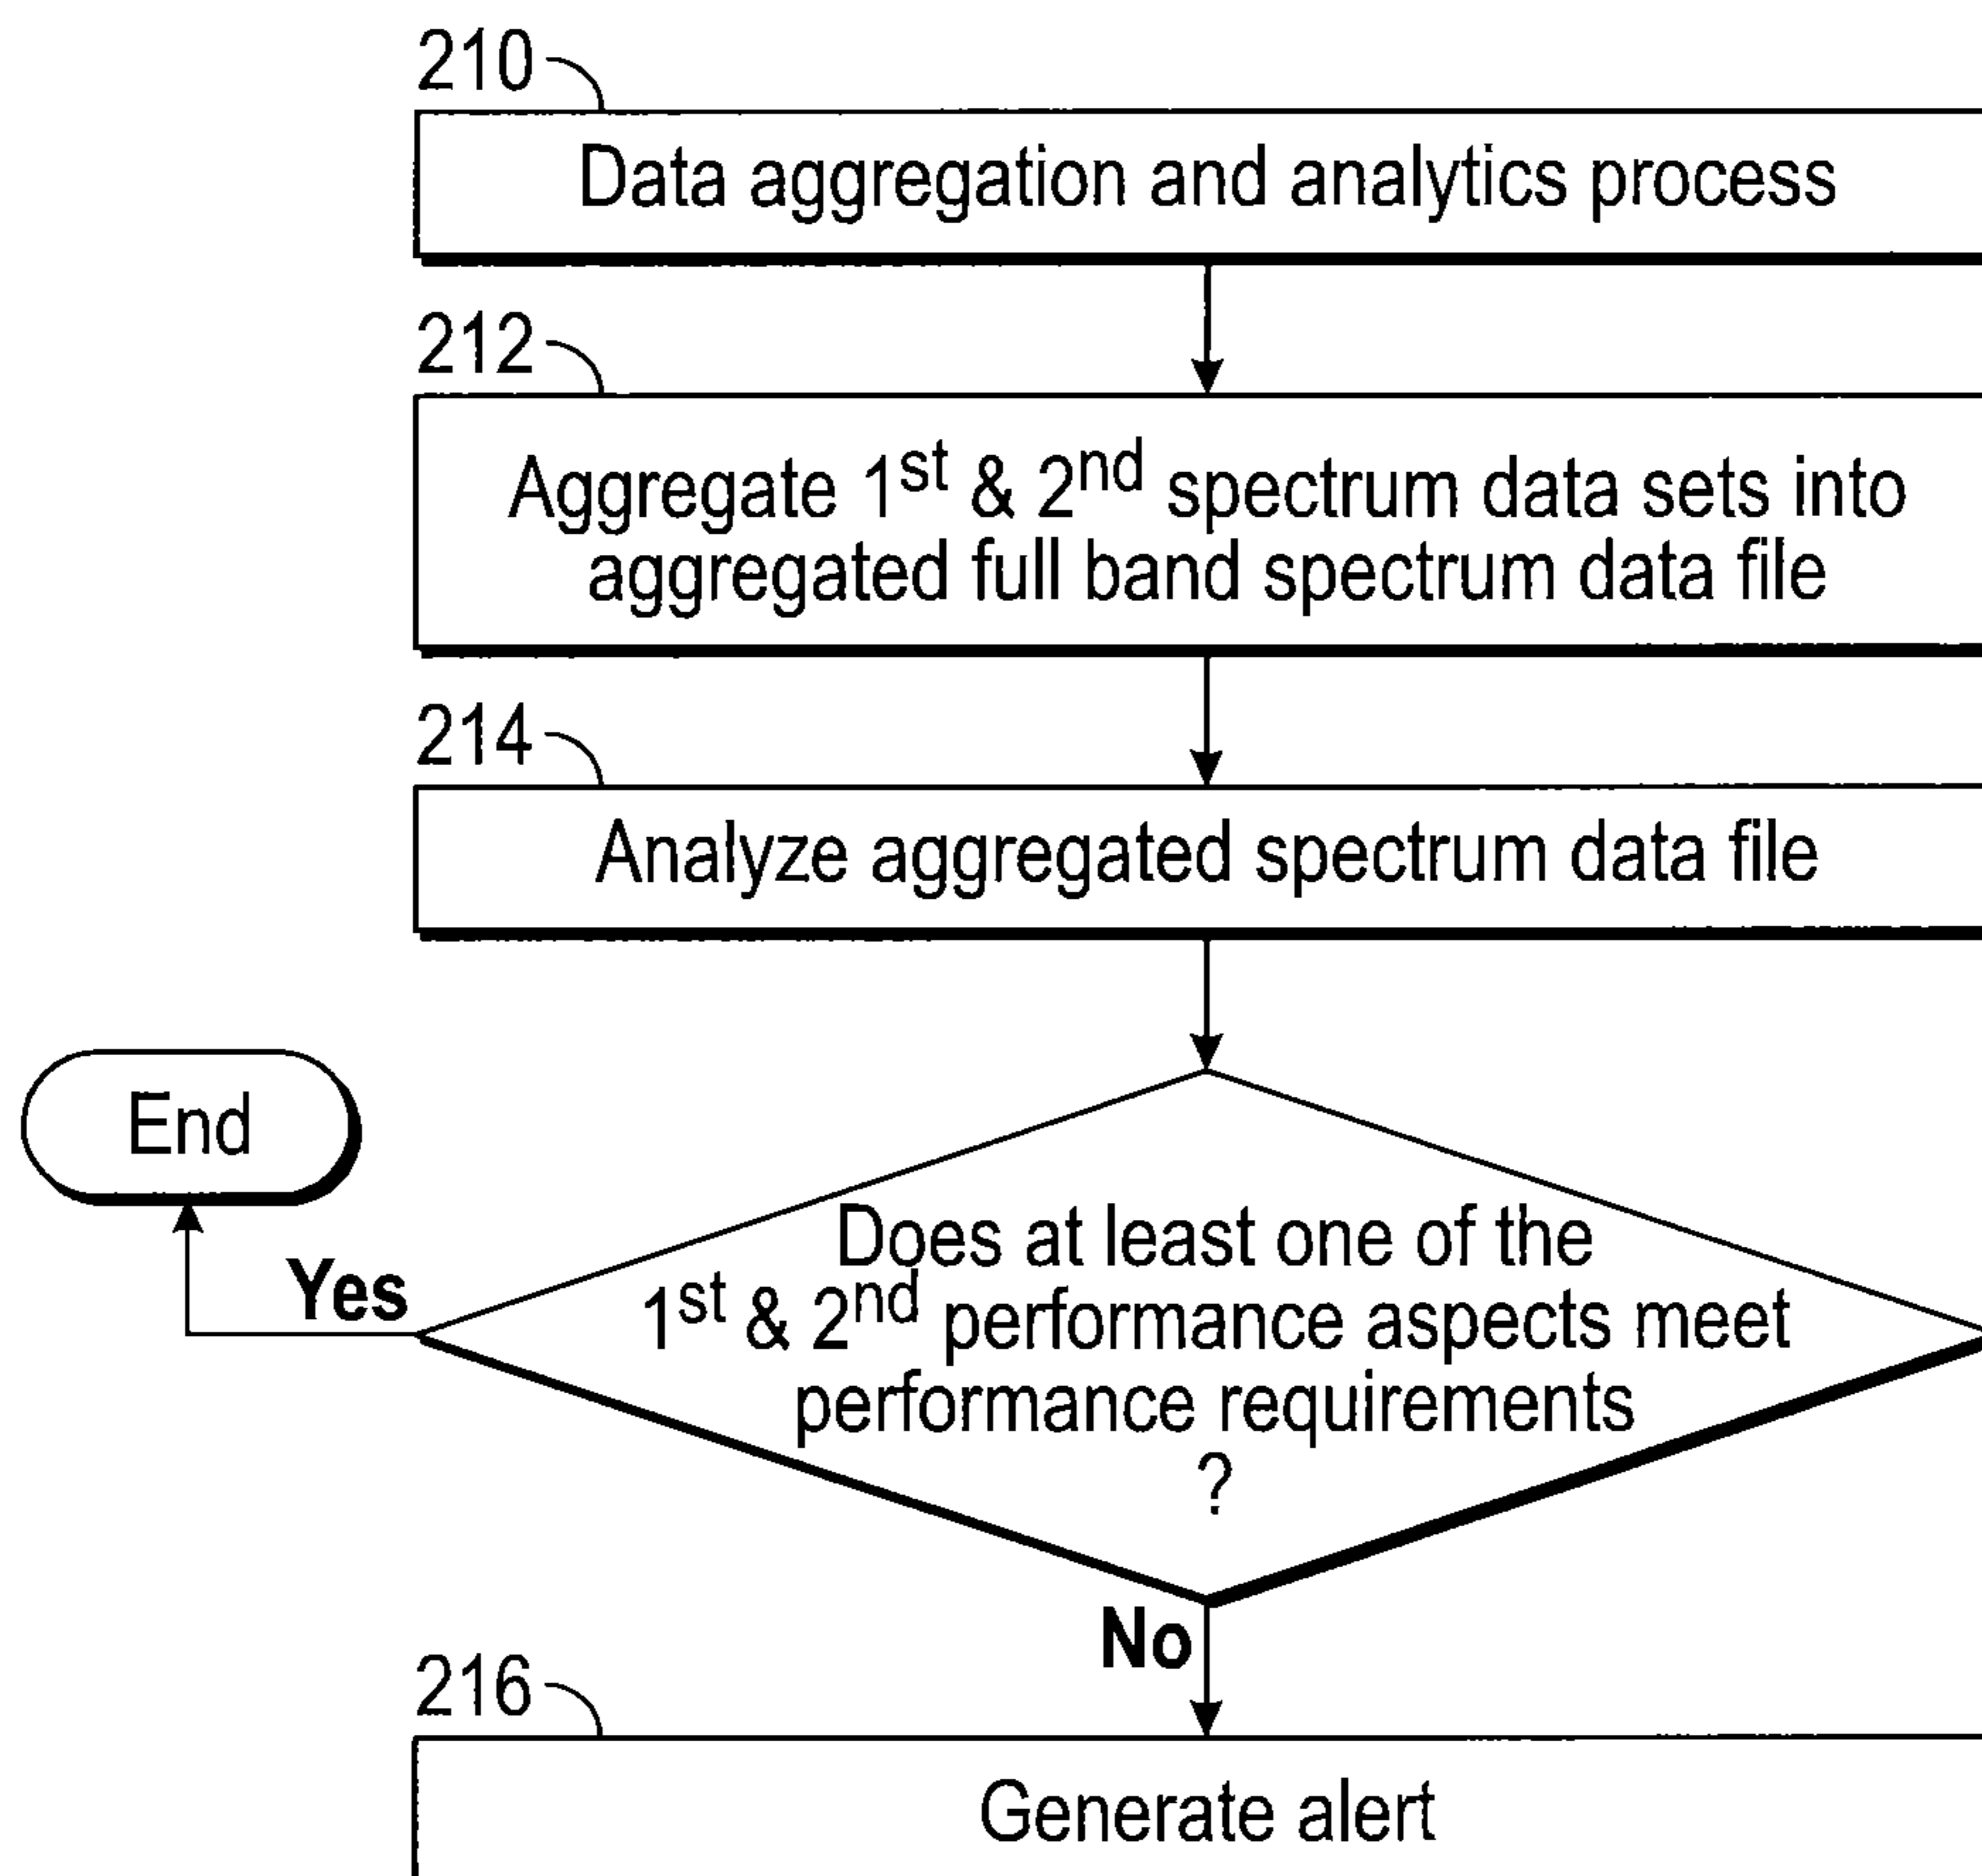 210
Data aggregation and analytics process
212
Aggregate 1st & 2nd spectrum data sets into
aggregated full band spectrum data file
214
Analyze aggregated spectrum data file
End
Yes
Does at least one of the
1st & 2nd performance aspects meet
performance requirements
?
No
216
Generate alert